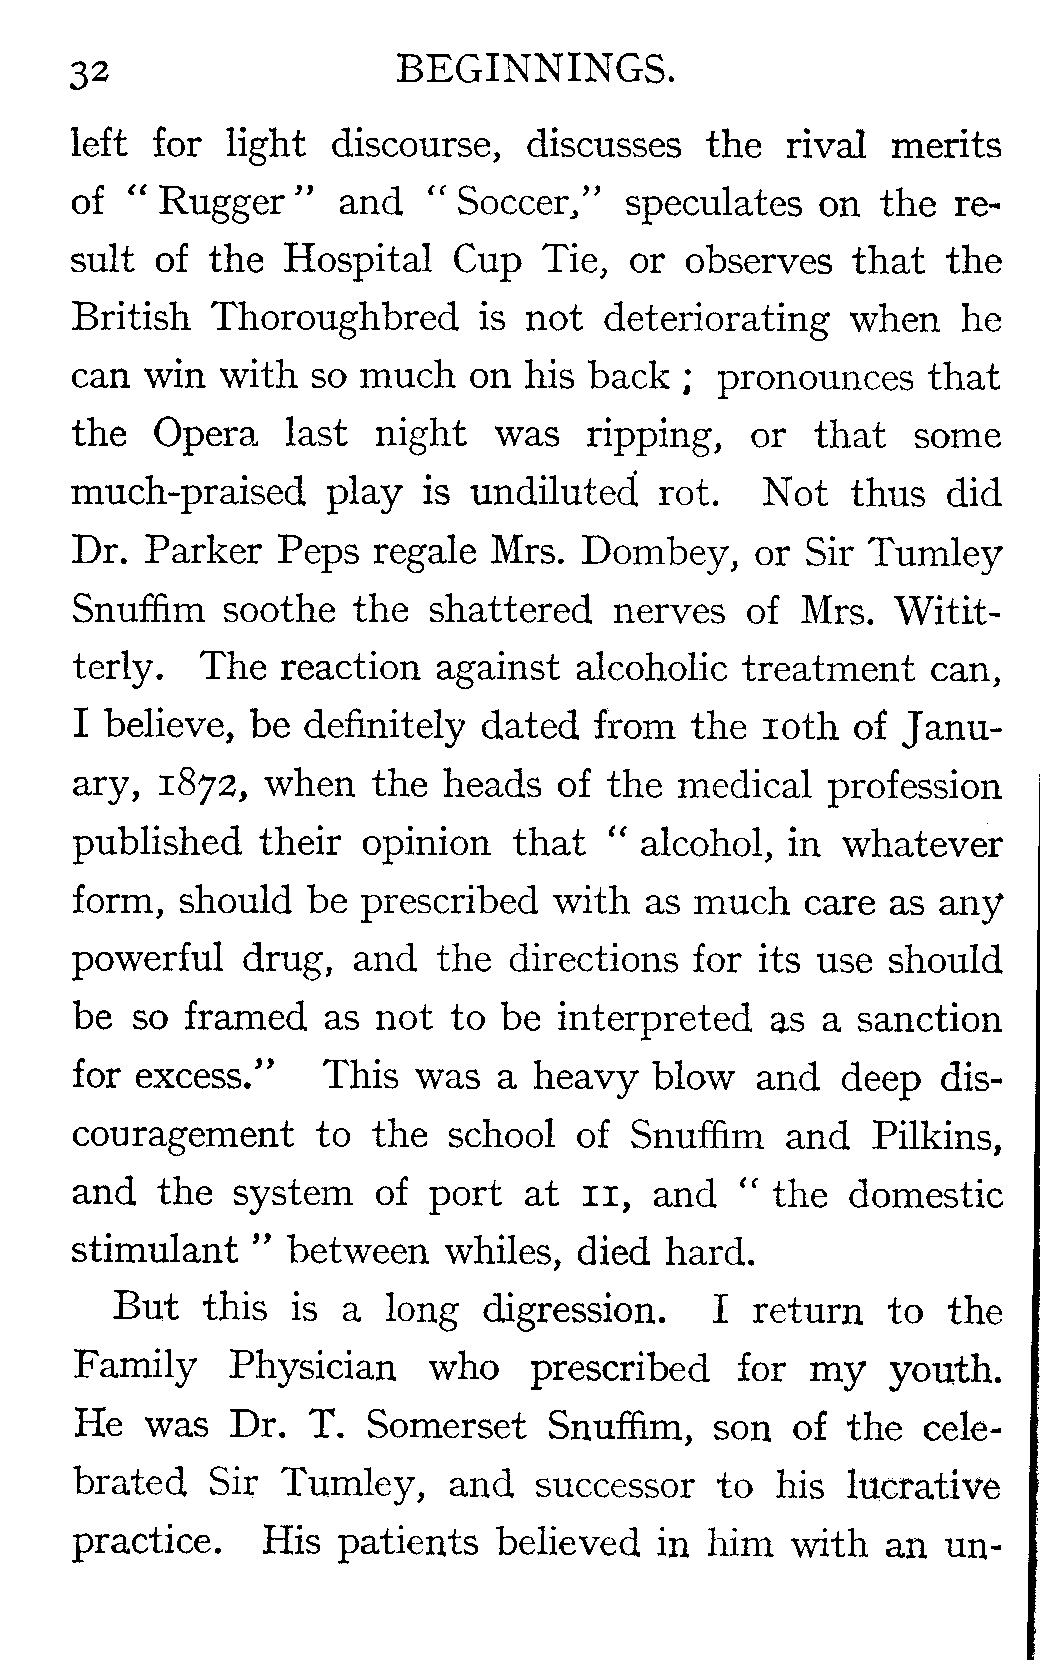 32 BEGINNINGS.
left for light discourse, discusses the rival merits
of “ Rugger ” and “ Soccer,” speculates on the re-
sult of the Hospital Cup Tie, or observes that the
British Thoroughbred is not deteriorating when he
can win with so much on his back ; pronounces that
the Opera last night was ripping, or that some
much-praised play is undiluted rot. Not thus did
Dr. Parker Peps regale Mrs. Dombey, or Sir Tumley
Snuffim soothe the shattered nerves of Mrs. Witit-
terly. The reaction against alcoholic treatment can,
I believe, be definitely dated from the 10th of Janu-
ary, 1872, when the heads of the medical profession
published their opinion that “ alcohol, in whatever
form, should be prescribed with as much care as any
powerful drug, and the directions for its use should
be so framed as not to be interpreted as a sanction
for excess.” This was a heavy blow and deep dis-
couragement to the school of Snuffim and Pilkins,
and the system of port at 11, and “ the domestic
stimulant ” between whiles, died hard.
But this is a long digression. I return to the
Family Physician who prescribed for my youth.
He was Dr. T. Somerset Snuffim, son of the cele-
brated Sir Tumley, and successor to his lucrative
practice. His patients believed in him with an un-